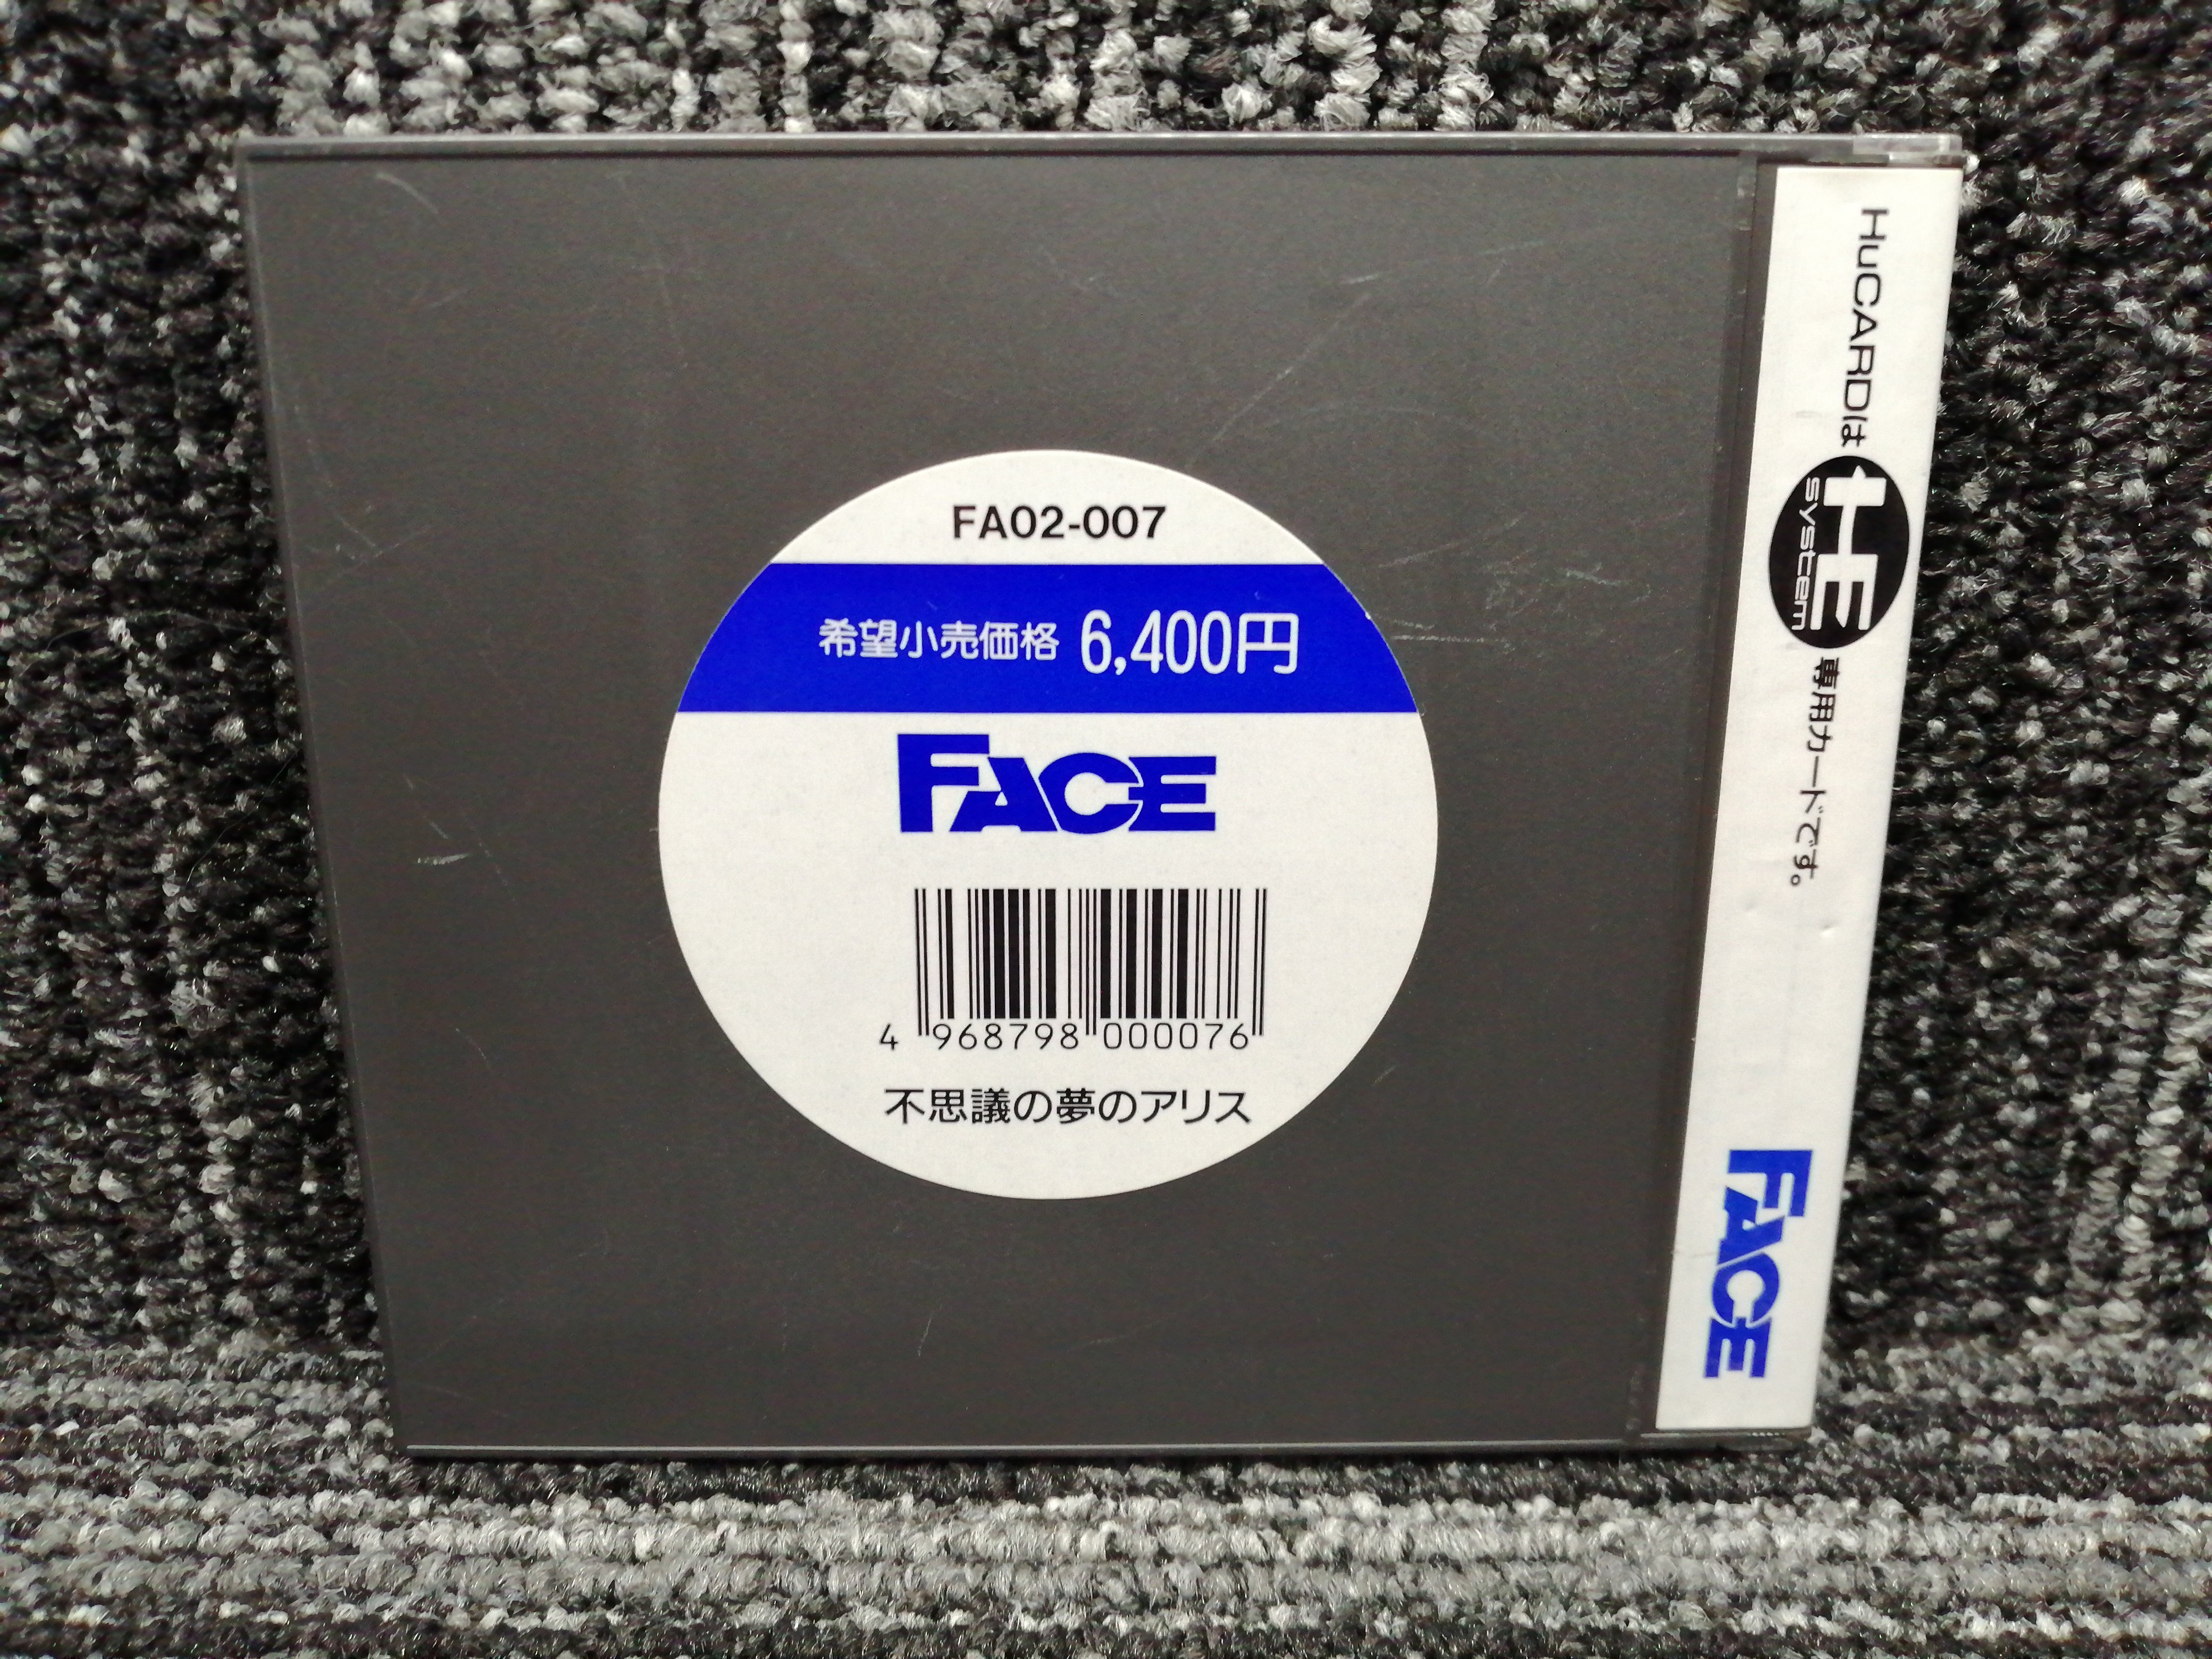 FA02-007
希望小売価格 6,400円
FACE
4 968798 000076
不思議の夢のアリス
HuCARDは HE system 専用カードです。
FACE